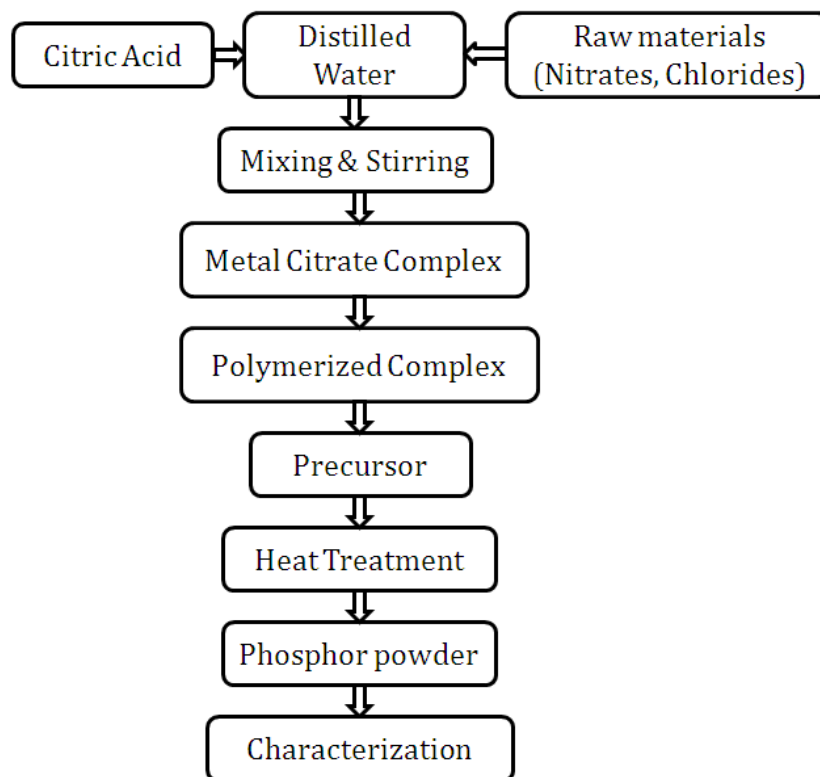 Citric Acid
Distilled
Water
Raw materials
(Nitrates, Chlorides)
Mixing & Stirring
Metal Citrate Complex
Polymerized Complex
Precursor
Heat Treatment
Phosphor powder
Characterization